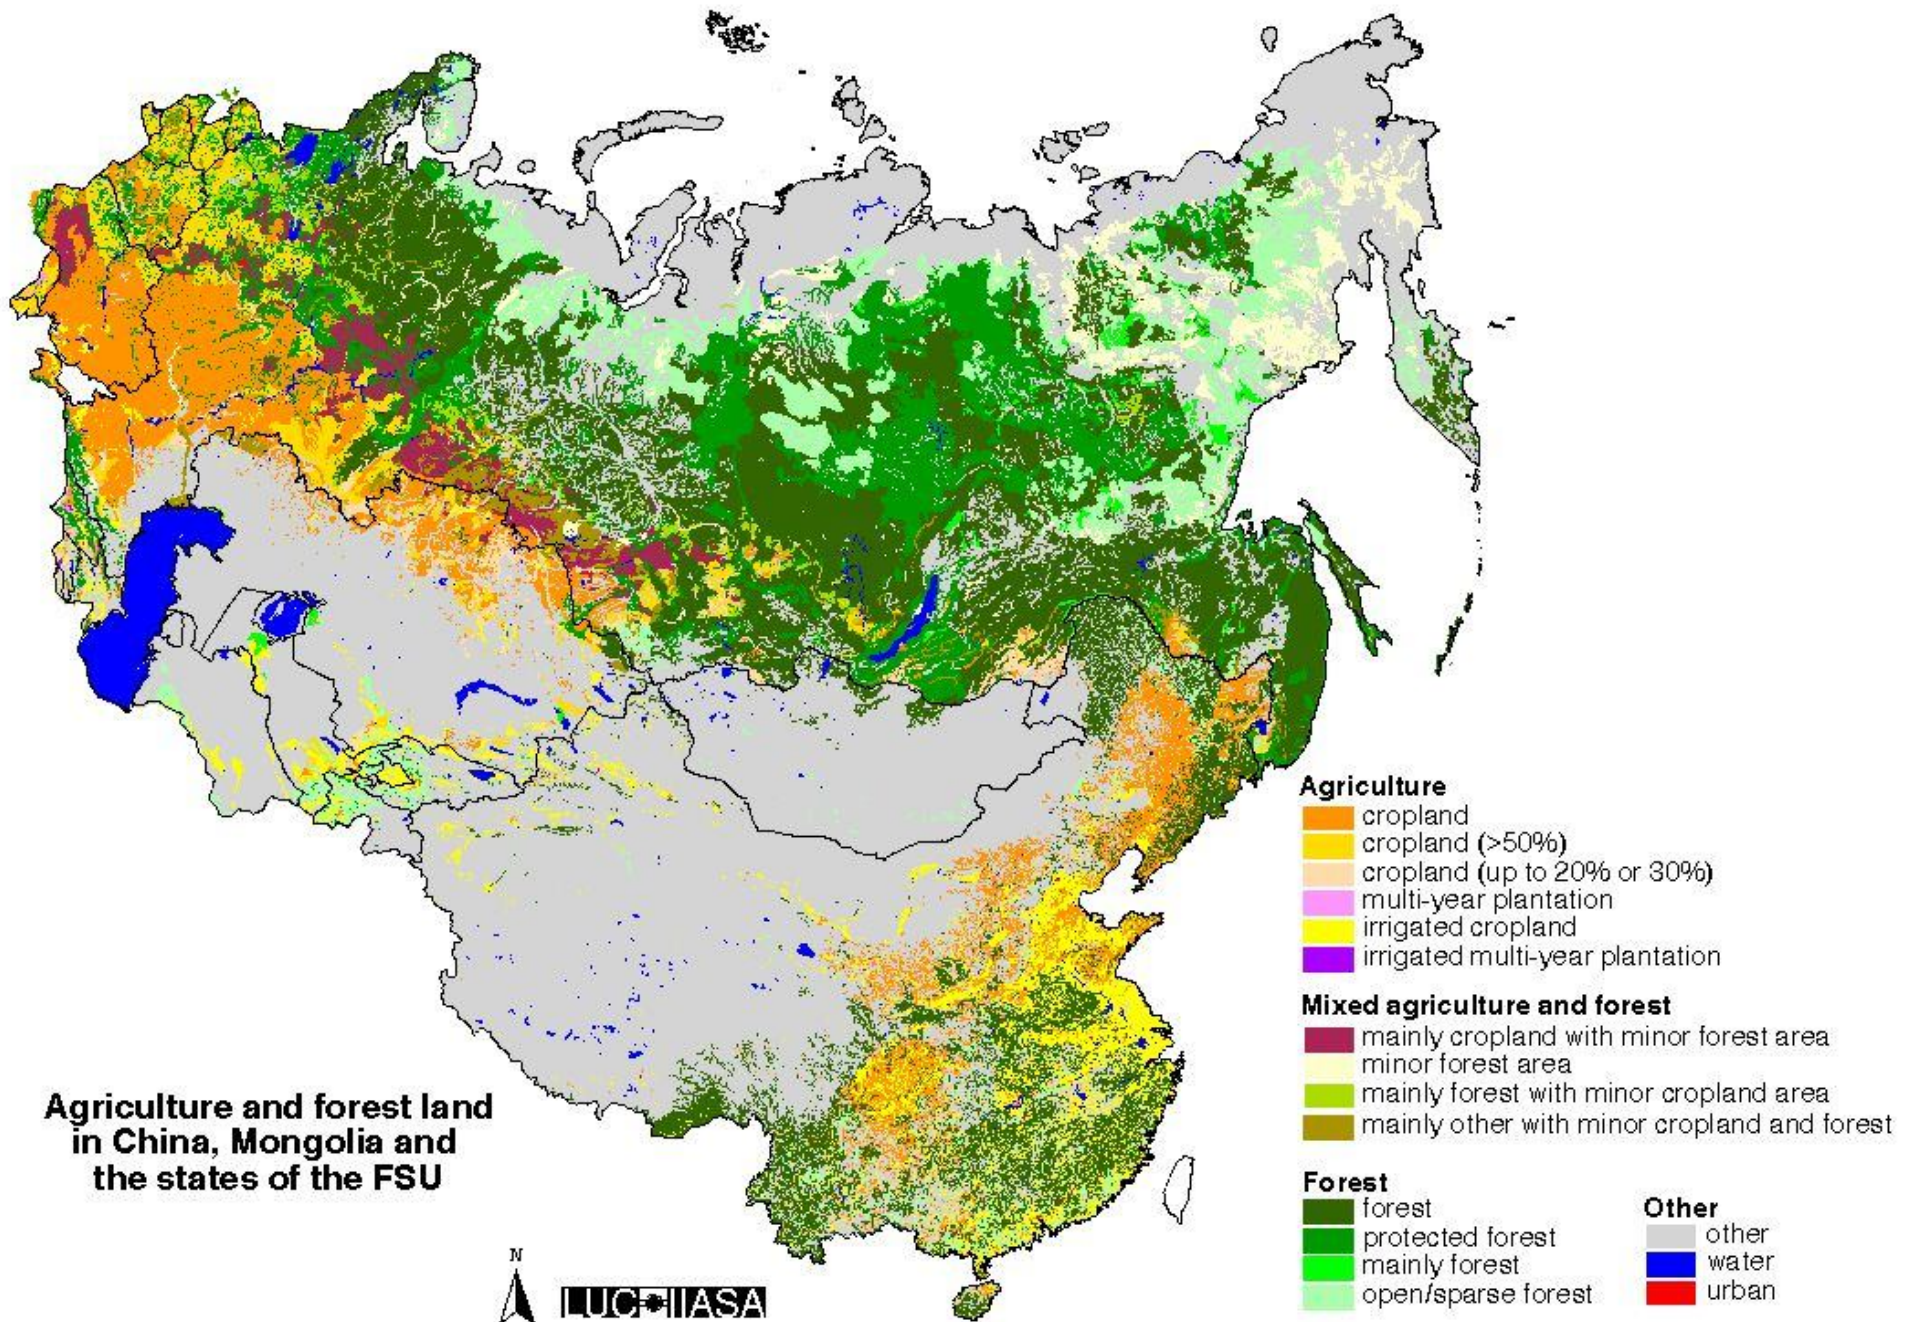 Agriculture
cropland
cropland (>50%)
cropland (up to 20% or 30%)
multi-year plantation
irrigated cropland
irrigated multi-year plantation
Mixed agriculture and forest
mainly cropland with minor forest area
minor forest area
mainly forest with minor cropland area
mainly other with minor cropland and forest
Agriculture and forest land
in China, Mongolia and
the states of the FSU
Forest
forest
protected forest
mainly forest
open/sparse forest
Other
other
water
urban
N
LUC IIASA